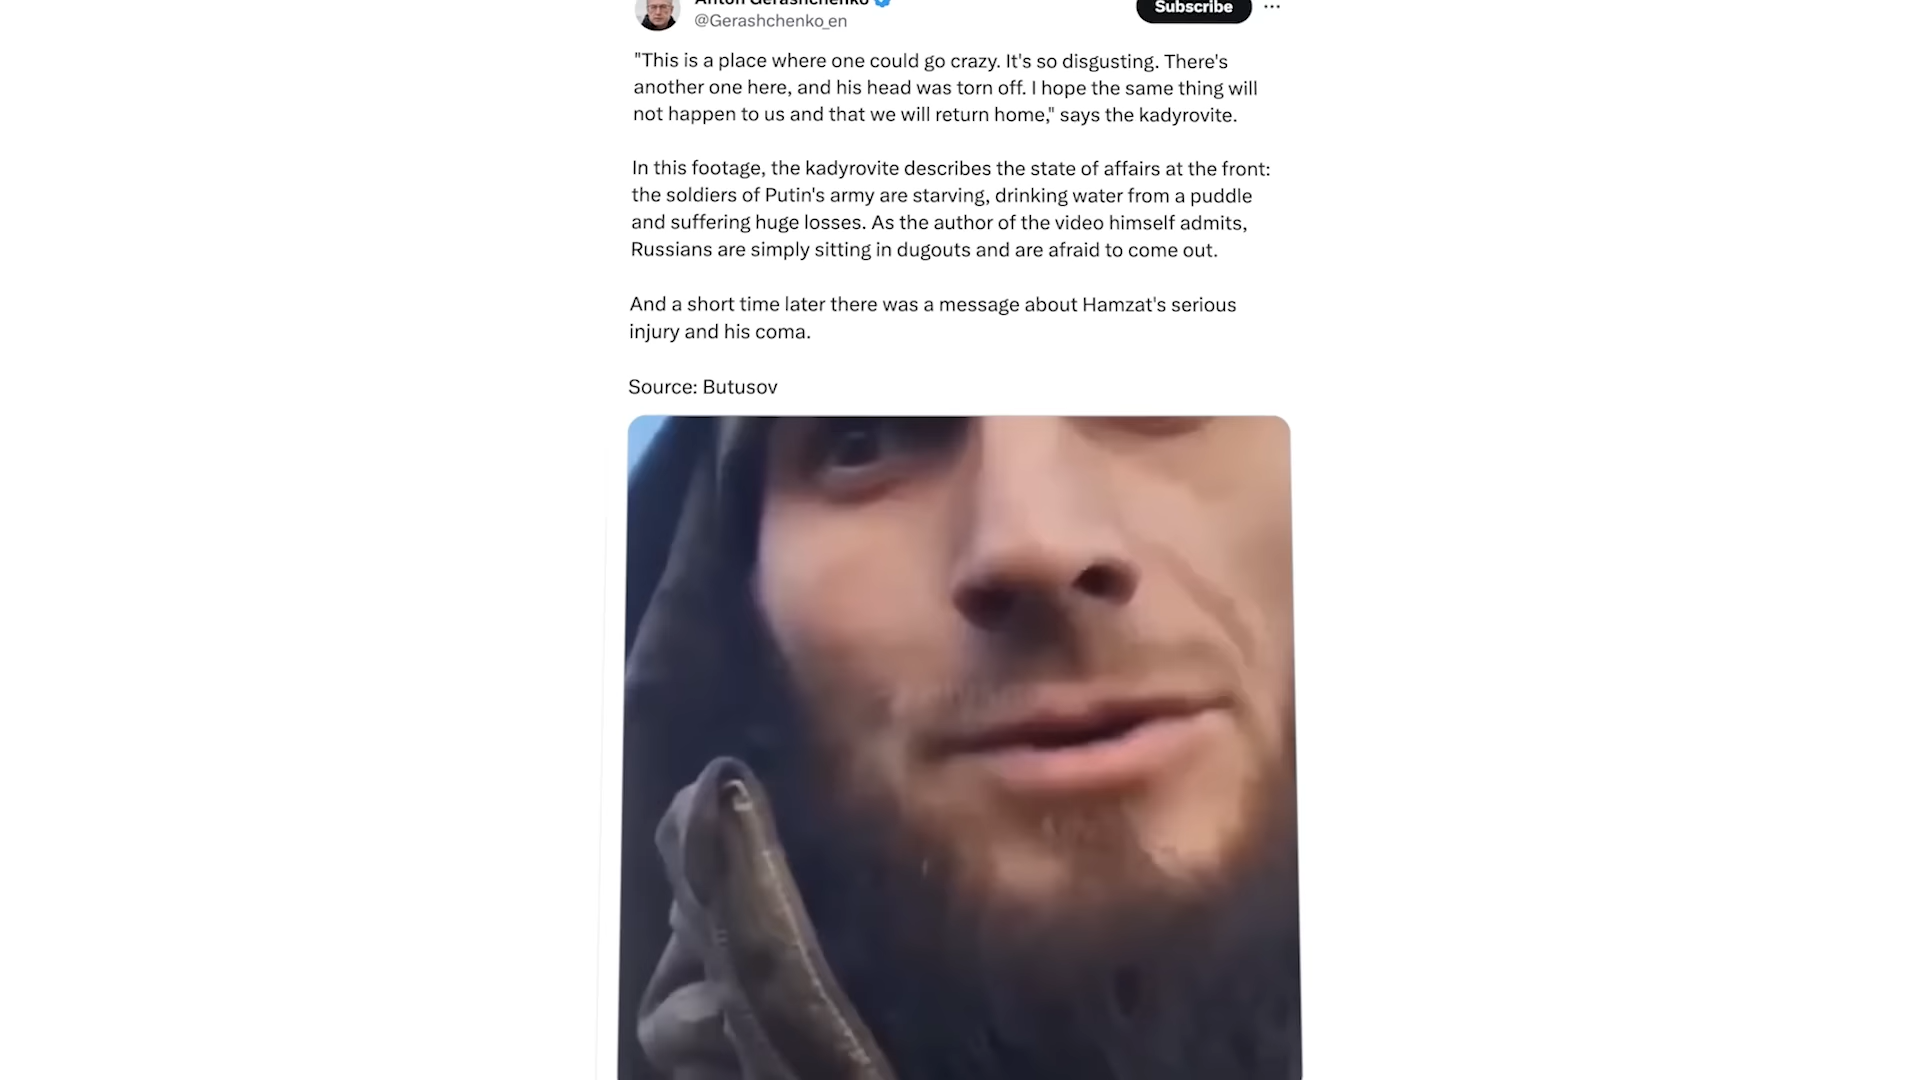 Anton Gerashchenko
@Gerashchenko_en
Subscribe
"This is a place where one could go crazy. It's so disgusting. There's
another one here, and his head was torn off. I hope the same thing will
not happen to us and that we will return home," says the kadyrovite.
In this footage, the kadyrovite describes the state of affairs at the front:
the soldiers of Putin's army are starving, drinking water from a puddle
and suffering huge losses. As the author of the video himself admits,
Russians are simply sitting in dugouts and are afraid to come out.
And a short time later there was a message about Hamzat's serious
injury and his coma.
Source: Butusov